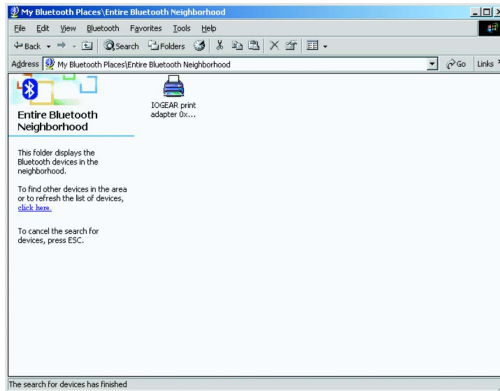 My Bluetooth Places\Entire Bluetooth Neighborhood
File Edit View Bluetooth Favorites Tools Help
Back Search Folders
Address My Bluetooth Places\Entire Bluetooth Neighborhood Go Links
IOGEAR print
adapter 0x...
Entire Bluetooth
Neighborhood
This folder displays the
Bluetooth devices in the
neighborhood.
To find other devices in the area
or to refresh the list of devices,
click here.
To cancel the search for
devices, press ESC.
The search for devices has finished